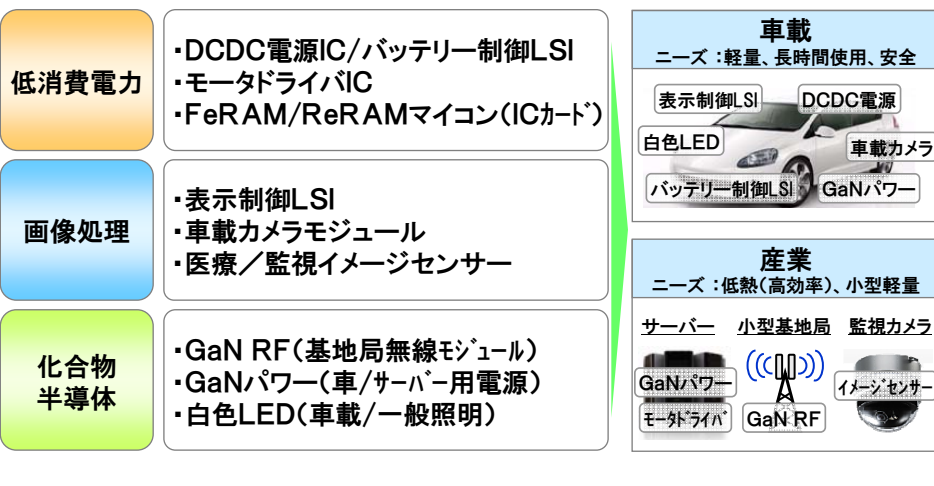 低消費電力
・DCDC電源IC/バッテリー制御LSI
・モータドライバIC
・FeRAM/ReRAMマイコン(ICｶｰﾄﾞ)
画像処理
・表示制御LSI
・車載カメラモジュール
・医療／監視イメージセンサー
化合物
半導体
・GaN RF(基地局無線ﾓｼﾞｭｰﾙ)
・GaNパワー(車/ｻｰﾊﾞｰ用電源)
・白色LED(車載/一般照明)
車載
ニーズ：軽量、長時間使用、安全
表示制御LSI
DCDC電源
白色LED
車載カメラ
バッテリー制御LSI
GaNパワー
産業
ニーズ：低熱(高効率)、小型軽量
サーバー 小型基地局 監視カメラ
GaNパワー
ﾓｰﾀﾄﾞﾗｲﾊﾞ
GaN RF
ｲﾒｰｼﾞｾﾝｻｰ